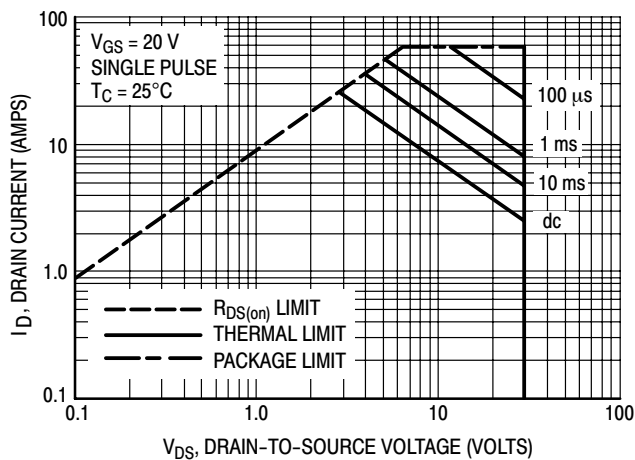 100
V_GS = 20 V
SINGLE PULSE
T_C = 25°C
100 µs
10
1 ms
10 ms
dc
1.0
R_DS(on) LIMIT
THERMAL LIMIT
PACKAGE LIMIT
0.1
0.1
1.0
10
100
I_D, DRAIN CURRENT (AMPS)
V_DS, DRAIN-TO-SOURCE VOLTAGE (VOLTS)